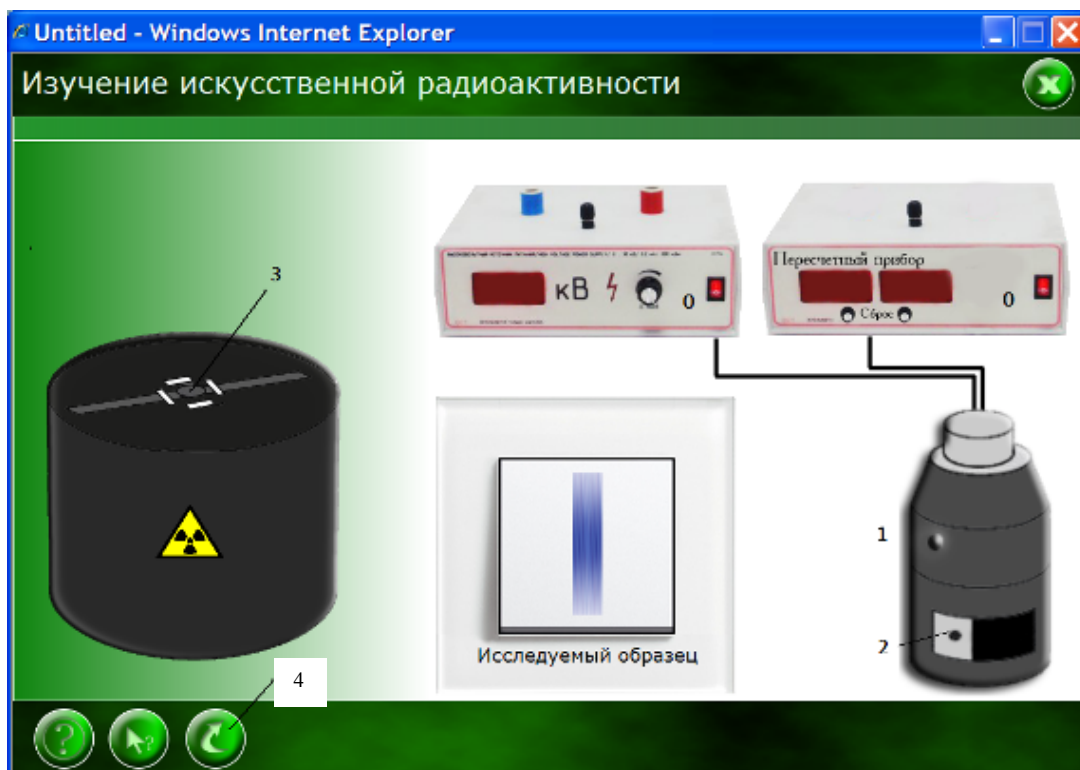 Untitled - Windows Internet Explorer
Изучение искусственной радиоактивности
3
кВ
0
Пересчетный прибор
0
Сброс
1
2
Исследуемый образец
4